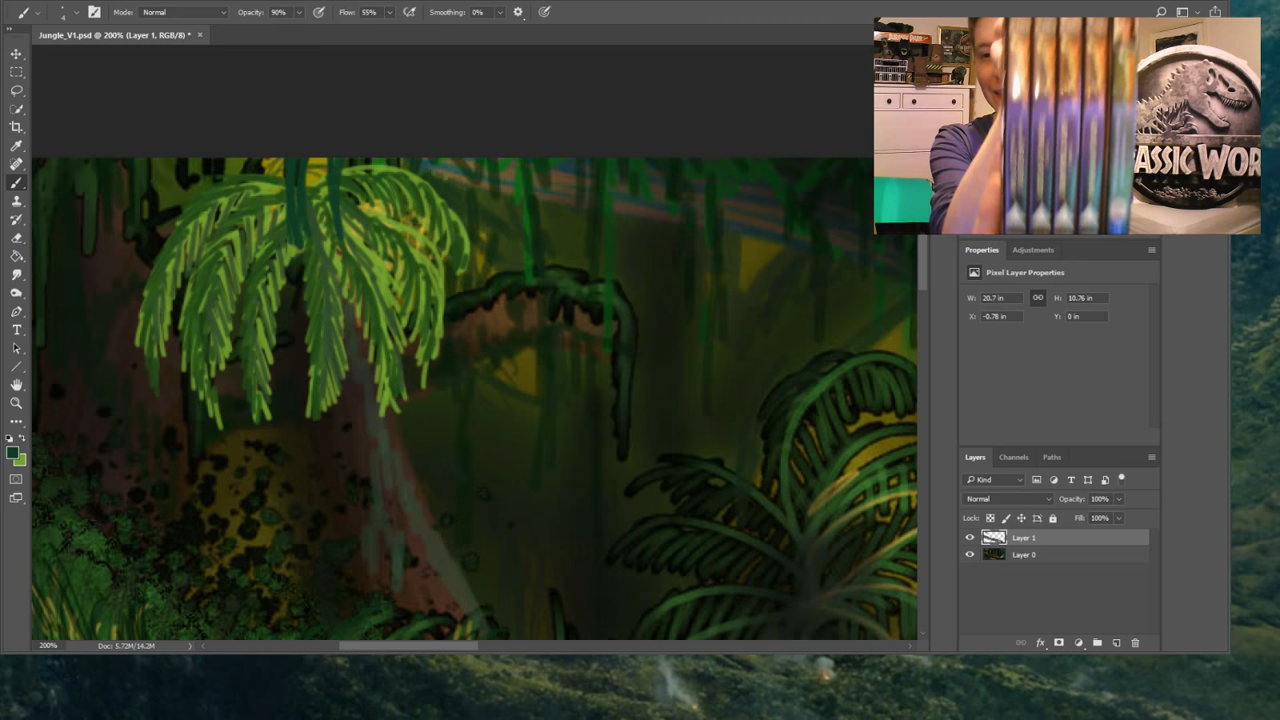 4
Mode: Normal Opacity: 90% Flow: 55% Smoothing: 0%
Jungle_V1.psd @ 200% (Layer 1, RGB/8) * ×
ASSIC WOR
Properties Adjustments
Pixel Layer Properties
W: 20.7 in H: 10.76 in
X: -0.78 in Y: 0 in
Layers Channels Paths
Kind
Normal Opacity: 100%
Lock: Fill: 100%
Layer 1
Layer 0
200% Doc: 5.72M/14.2M
fx